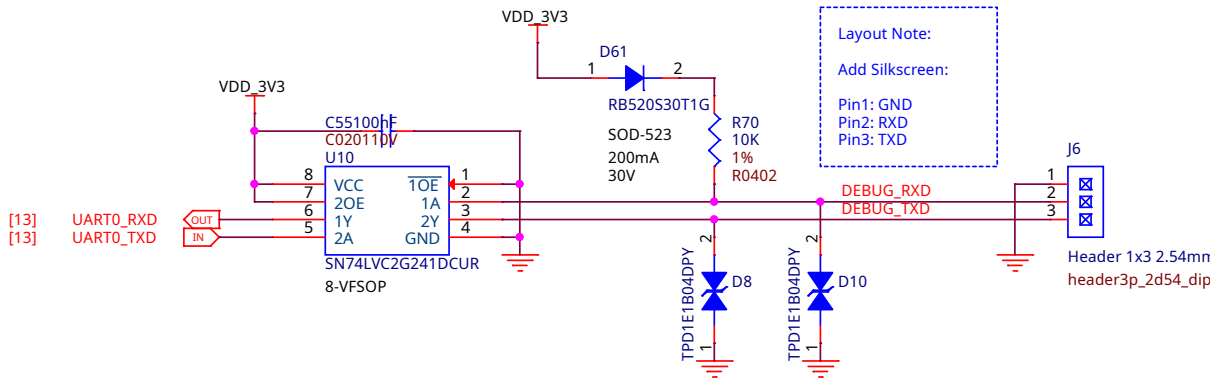 VDD_3V3
D61
1
2
RB520S30T1G
SOD-523
200mA
30V
R70
10K
1%
R0402
Layout Note:
Add Silkscreen:
Pin1: GND
Pin2: RXD
Pin3: TXD
VDD_3V3
C55100nF
C020110V
U10
8 VCC 1OE 1
7 2OE 1A 2
6 1Y 2Y 3
5 2A GND 4
SN74LVC2G241DCUR
8-VFSOP
[13] UART0_RXD OUT
[13] UART0_TXD IN
DEBUG_RXD
DEBUG_TXD
J6
1
2
3
Header 1x3 2.54mm
header3p_2d54_dip
2
D8
TPD1E1B04DPY
1
2
D10
TPD1E1B04DPY
1